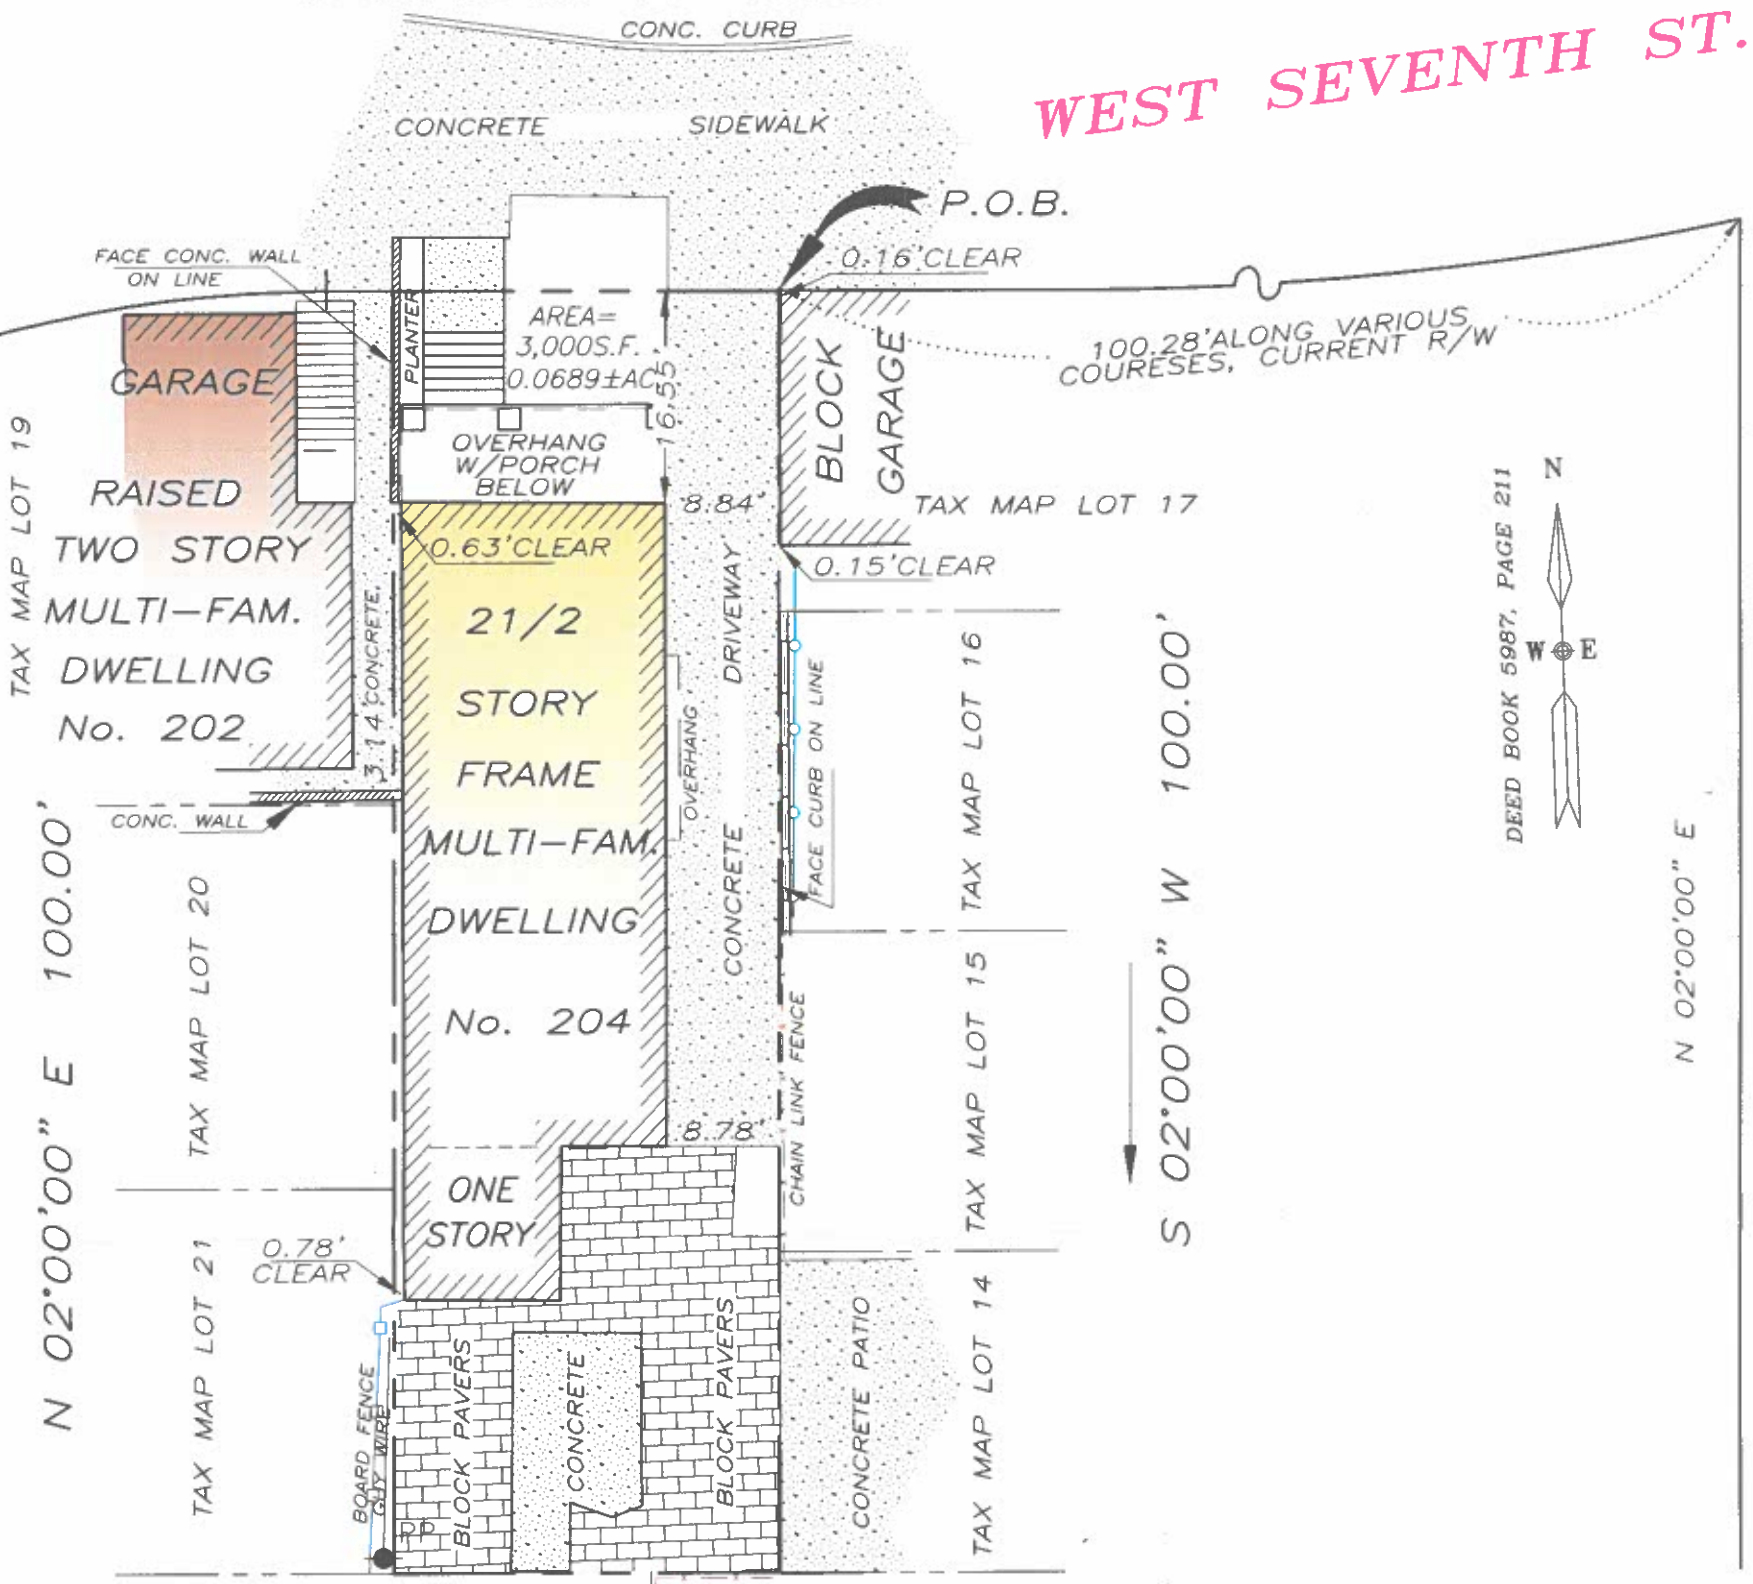 CONC. CURB
WEST SEVENTH ST.
CONCRETE SIDEWALK
P.O.B.
FACE CONC. WALL
ON LINE
0.16'CLEAR
PLANTER
AREA=
3,000S.F.
0.0689±AC.
16.55'
100.28'ALONG VARIOUS
COURESES, CURRENT R/W
GARAGE
BLOCK
GARAGE
OVERHANG
W/PORCH
BELOW
TAX MAP LOT 19
RAISED
TWO STORY
MULTI-FAM.
DWELLING
No. 202
8.84'
TAX MAP LOT 17
N
W E
DEED BOOK 5987, PAGE 211
0.63'CLEAR
0.15'CLEAR
3.14'CONCRETE.
21/2
STORY
FRAME
MULTI-FAM.
DWELLING
No. 204
OVERHANG
CONCRETE DRIVEWAY
FACE CURB ON LINE
TAX MAP LOT 16
S 02°00'00" W 100.00'
N 02°00'00" E
CONC. WALL
N 02°00'00" E 100.00'
TAX MAP LOT 20
CHAIN LINK FENCE
TAX MAP LOT 15
8.78'
ONE
STORY
0.78'
CLEAR
TAX MAP LOT 21
BOARD FENCE
GUY WIRE
PP
BLOCK PAVERS
CONCRETE
BLOCK PAVERS
CONCRETE PATIO
TAX MAP LOT 14